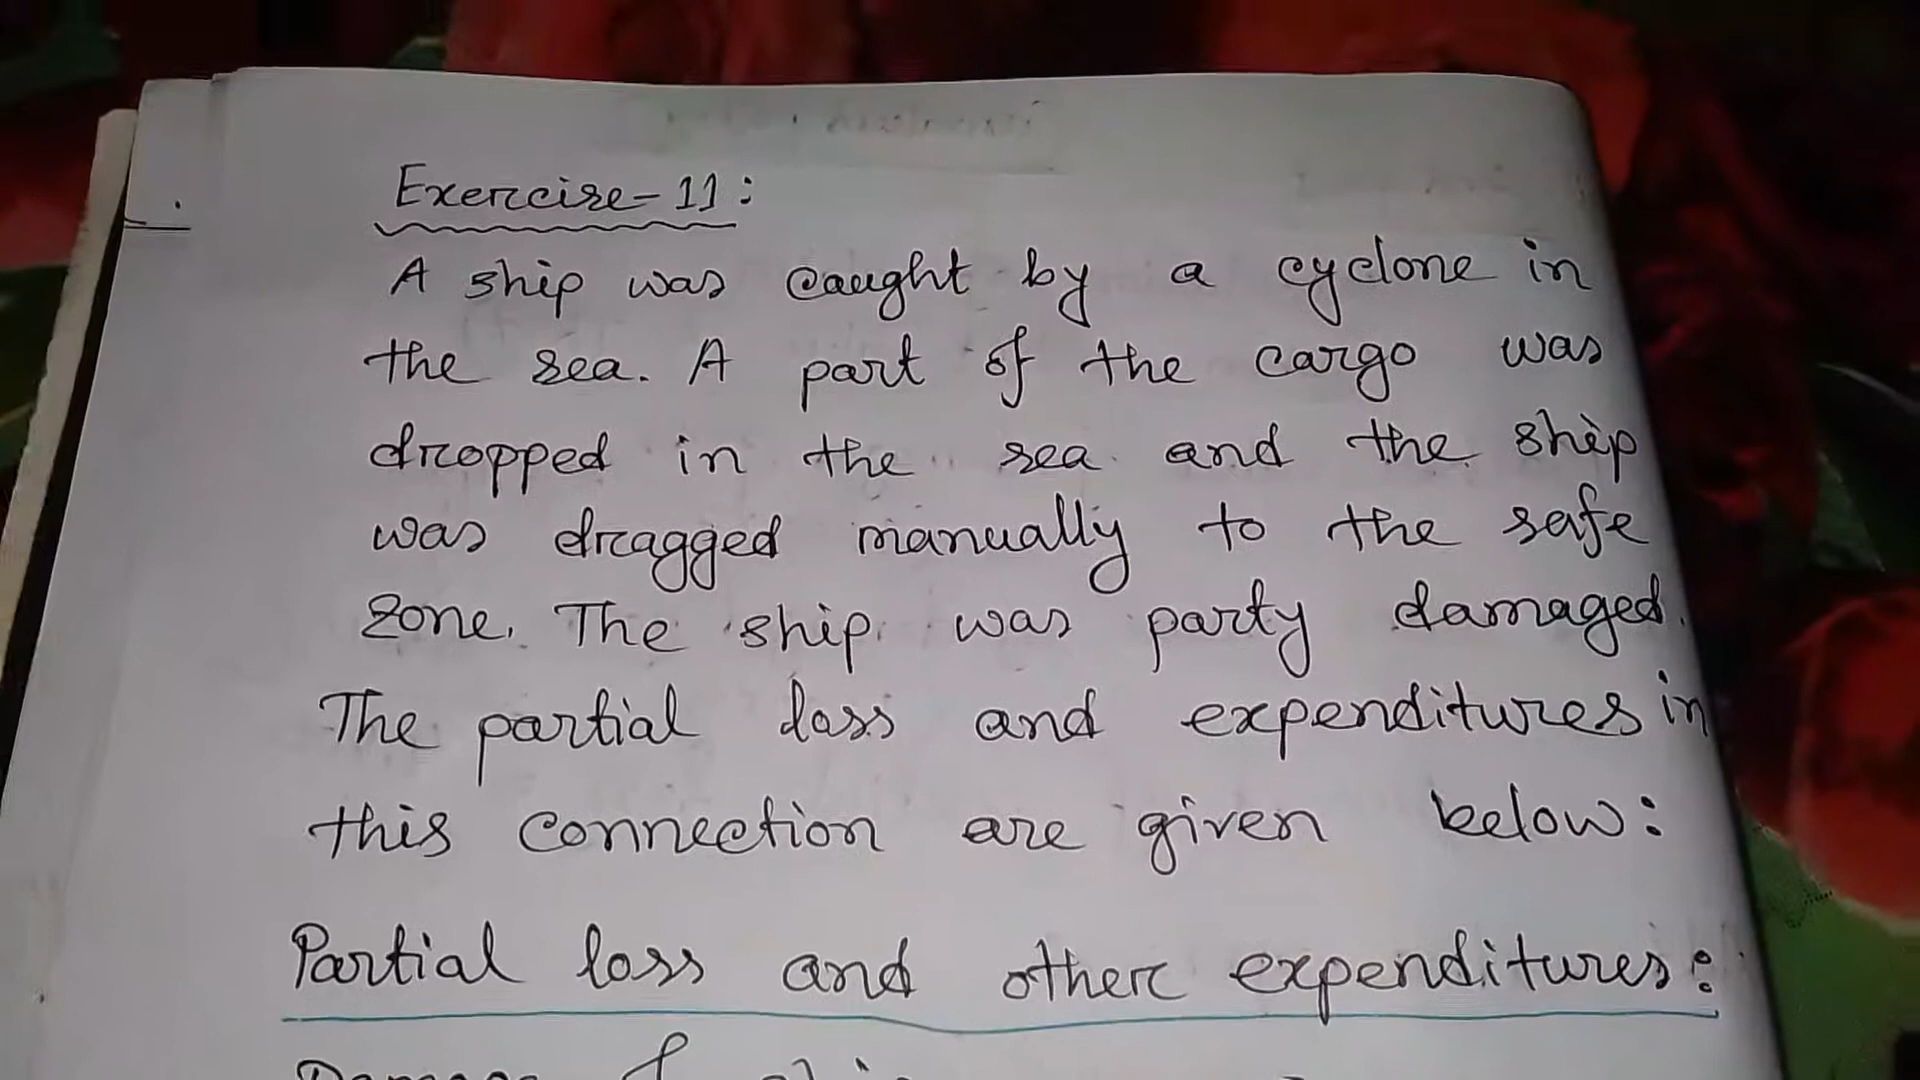 Exercise-11:
A ship was caught by a cyclone in
the sea. A part of the cargo was
dropped in the sea and the ship
was dragged manually to the safe
zone. The ship was party damaged.
The partial loss and expenditures in
this connection are given below:
Partial loss and other expenditures: